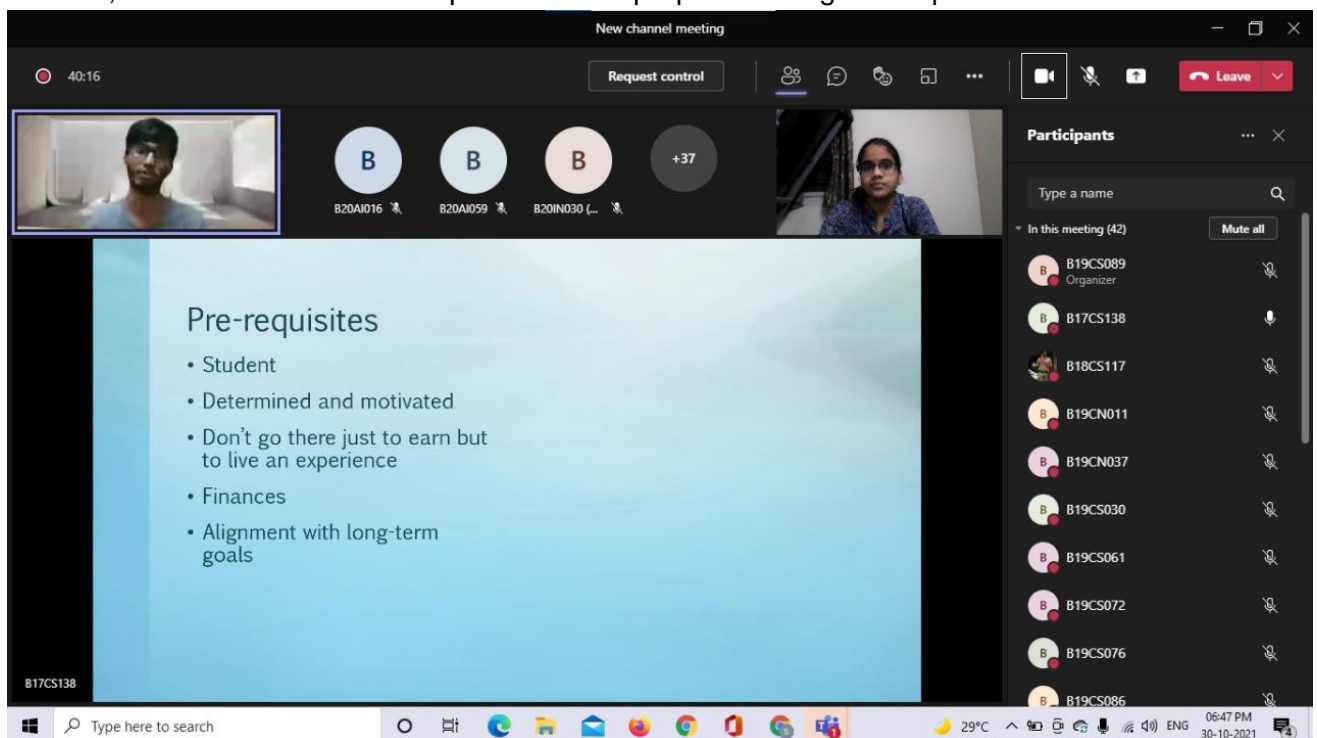 New channel meeting
40:16
Request control
Leave
B
B
B
+37
B20AI016
B20AI059
B20IN030 (...
Participants
Type a name
In this meeting (42)
Mute all
B B19CS089
Organizer
B B17CS138
B18CS117
B B19CN011
B B19CN037
B B19CS030
B B19CS061
B B19CS072
B B19CS076
B B19CS086
Pre-requisites
• Student
• Determined and motivated
• Don't go there just to earn but
to live an experience
• Finances
• Alignment with long-term
goals
B17CS138
Type here to search
29°C
ENG
06:47 PM
30-10-2021
4